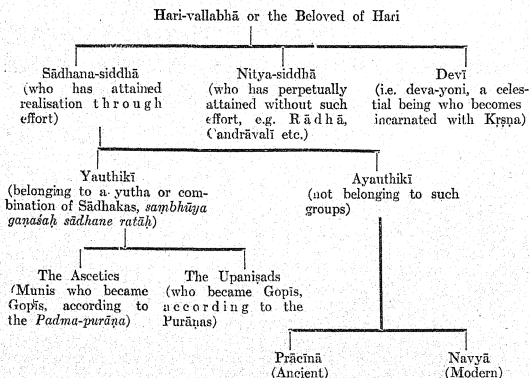 Hari-vallabhā or the Beloved of Hari
Sādhana-siddhā
(who has attained
realisation through
effort)
Nitya-siddhā
(who has perpetually
attained without such
effort, e.g. Rādhā,
Candrāvalī etc.)
Devī
(i.e. deva-yoni, a celes-
tial being who becomes
incarnated with Kṛṣṇa)
Yauthikī
(belonging to a yutha or com-
bination of Sādhakas, sambhūya
gaṇaśaḥ sādhane ratāḥ)
Ayauthikī
(not belonging to such
groups)
The Ascetics
(Munis who became
Gopīs, according to
the Padma-purāṇa)
The Upaniṣads
(who became Gopīs,
according to the
Purāṇas)
Prācīnā
(Ancient)
Navyā
(Modern)